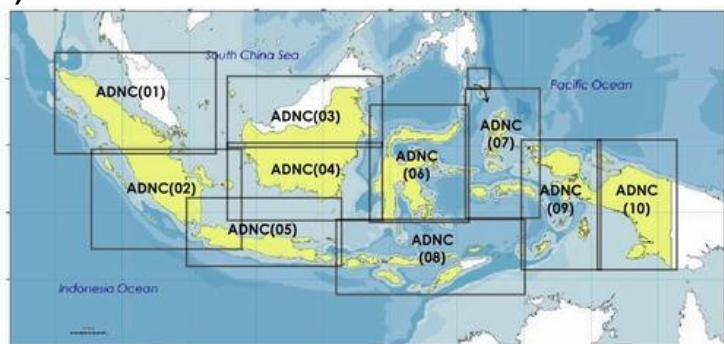 South China Sea
Pacific Ocean
ADNC(01)
ADNC(03)
ADNC
(07)
ADNC
(06)
ADNC(04)
ADNC(02)
ADNC
(09)
ADNC
(10)
ADNC(05)
ADNC
(08)
Indonesia Ocean